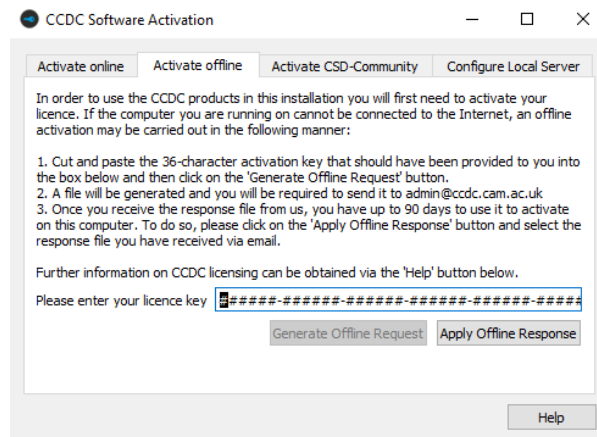 CCDC Software Activation
Activate online
Activate offline
Activate CSD-Community
Configure Local Server
In order to use the CCDC products in this installation you will first need to activate your
licence. If the computer you are running on cannot be connected to the Internet, an offline
activation may be carried out in the following manner:
1. Cut and paste the 36-character activation key that should have been provided to you into
the box below and then click on the 'Generate Offline Request' button.
2. A file will be generated and you will be required to send it to admin@ccdc.cam.ac.uk
3. Once you receive the response file from us, you have up to 90 days to use it to activate
on this computer. To do so, please click on the 'Apply Offline Response' button and select the
response file you have received via email.
Further information on CCDC licensing can be obtained via the 'Help' button below.
Please enter your licence key ######-######-######-######-######-#####
Generate Offline Request
Apply Offline Response
Help